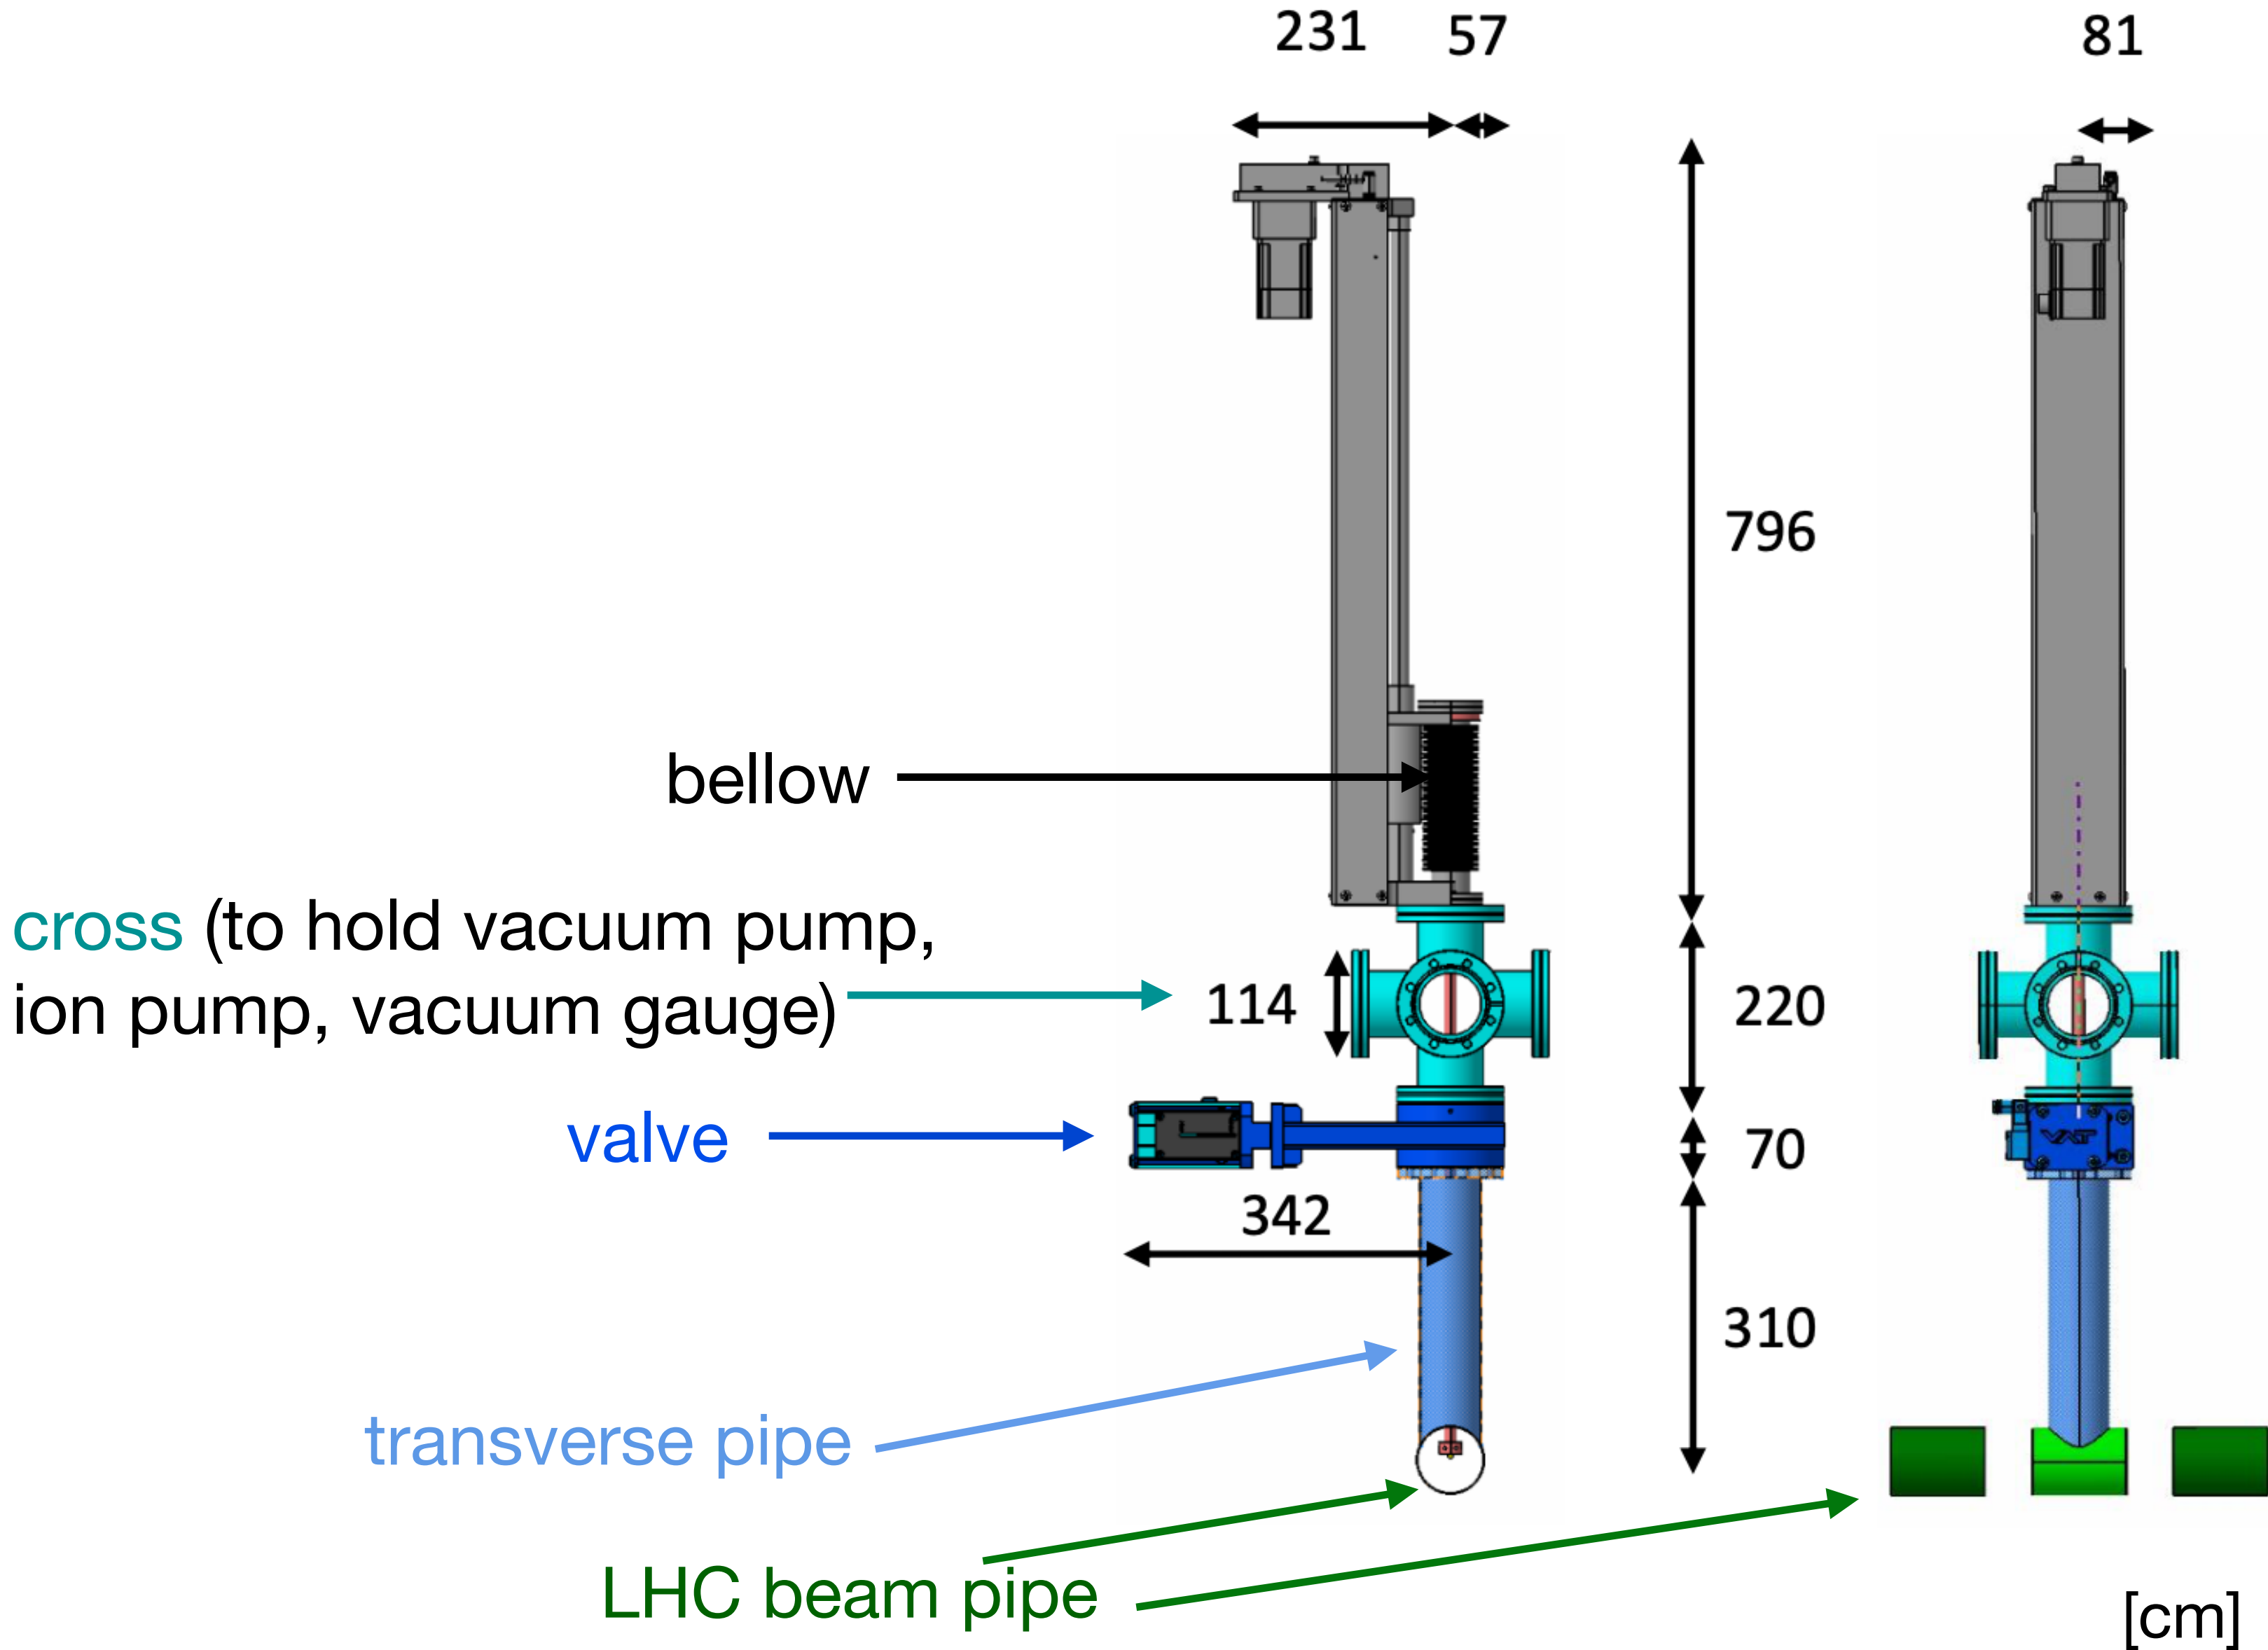 231 57 81
796
bellow
cross (to hold vacuum pump,
ion pump, vacuum gauge)
114
220
valve
VAT
70
342
310
transverse pipe
LHC beam pipe
[cm]